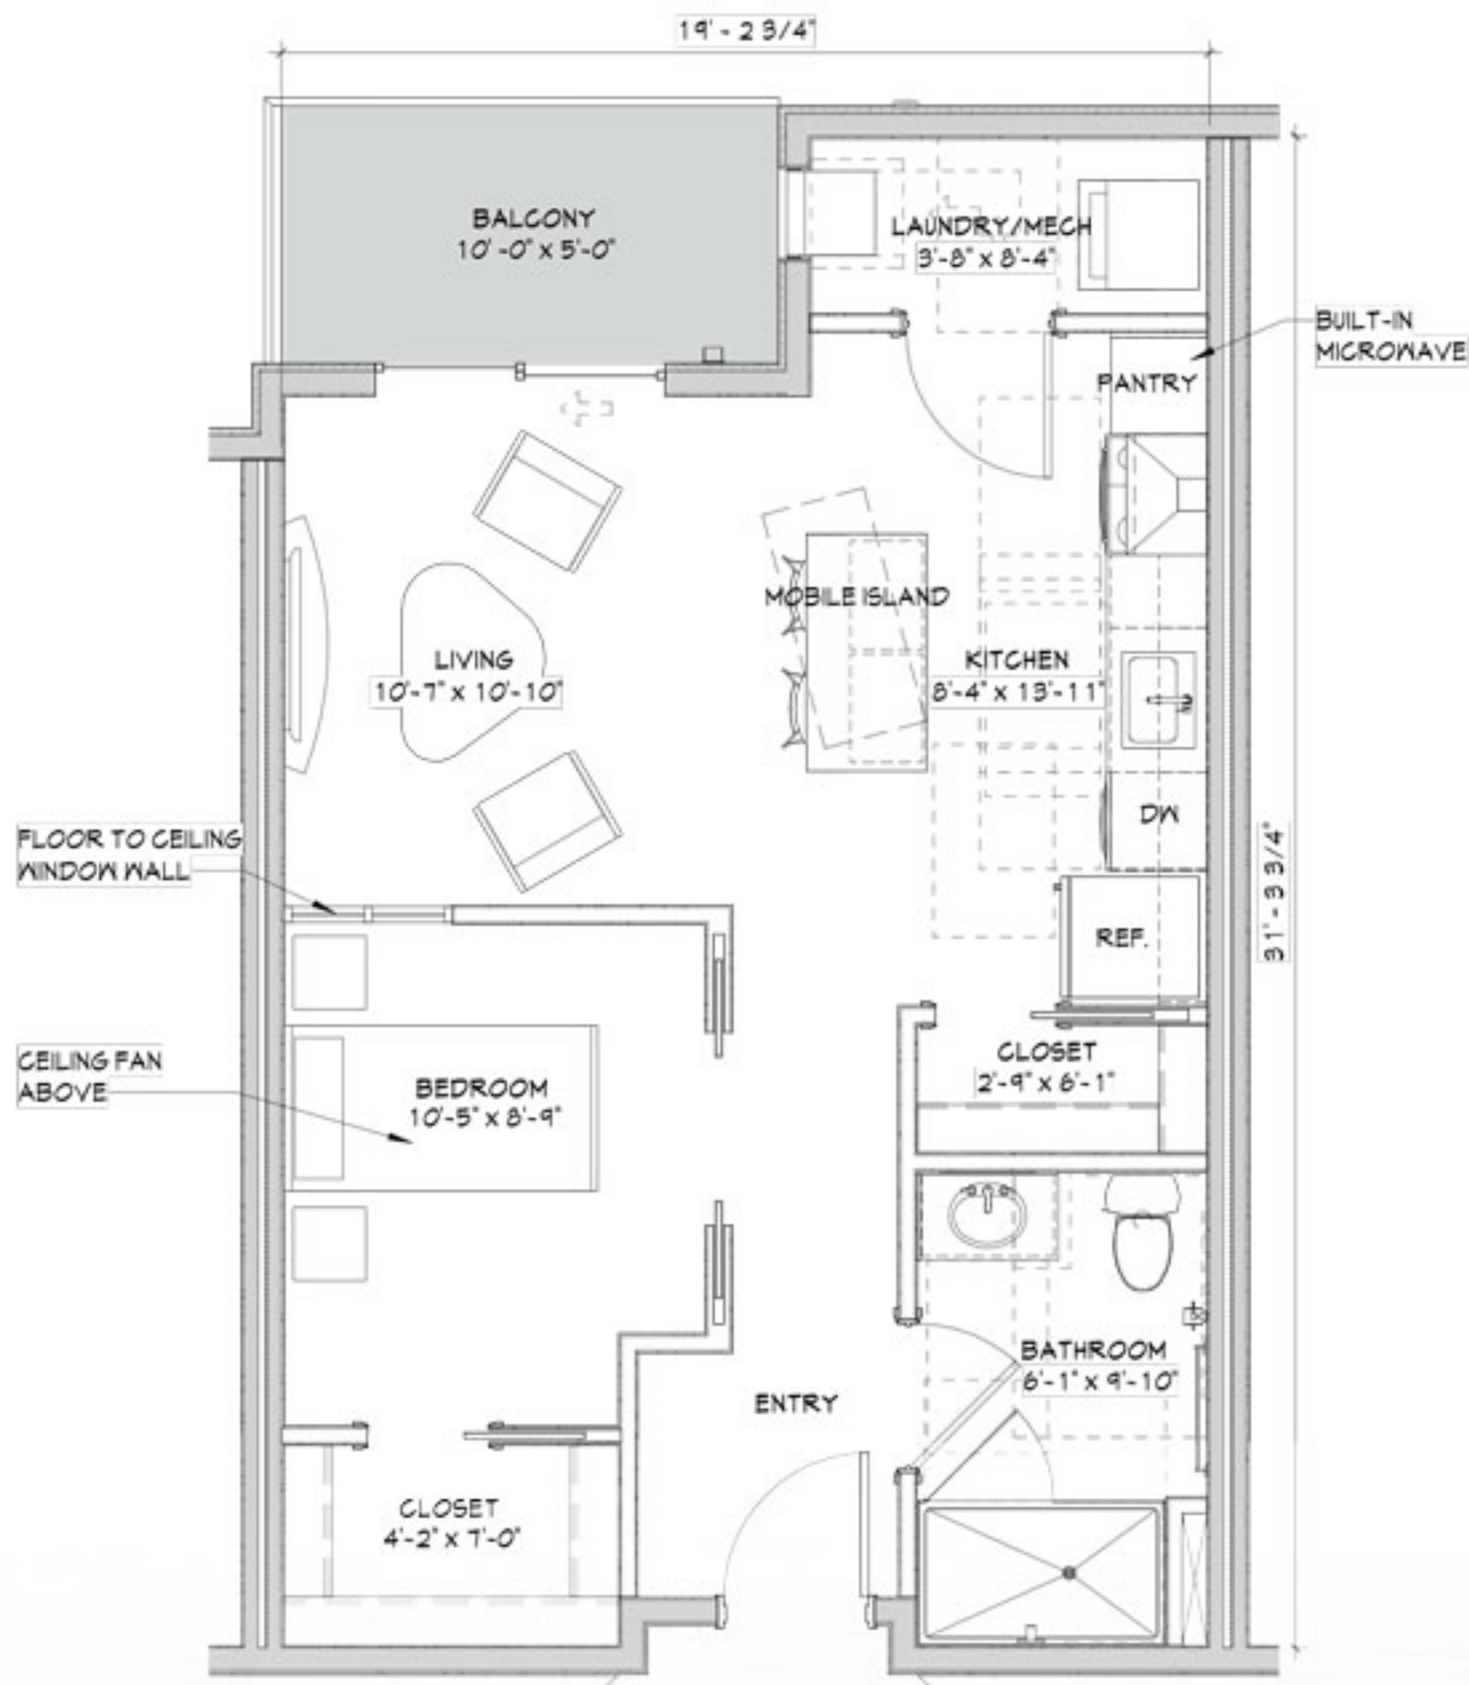 19' - 2 3/4"
BALCONY
10' -0" x 5'-0"
LAUNDRY/MECH
3'-8" x 8'-4"
BUILT-IN
MICROWAVE
PANTRY
MOBILE ISLAND
LIVING
10'-7" x 10'-10"
KITCHEN
8'-4" x 13'-11"
FLOOR TO CEILING
WINDOW WALL
DW
31' - 3 3/4"
REF.
CEILING FAN
ABOVE
BEDROOM
10'-5" x 8'-9"
CLOSET
2'-9" x 6'-1"
BATHROOM
6'-1" x 9'-10"
ENTRY
CLOSET
4'-2" x 7'-0"